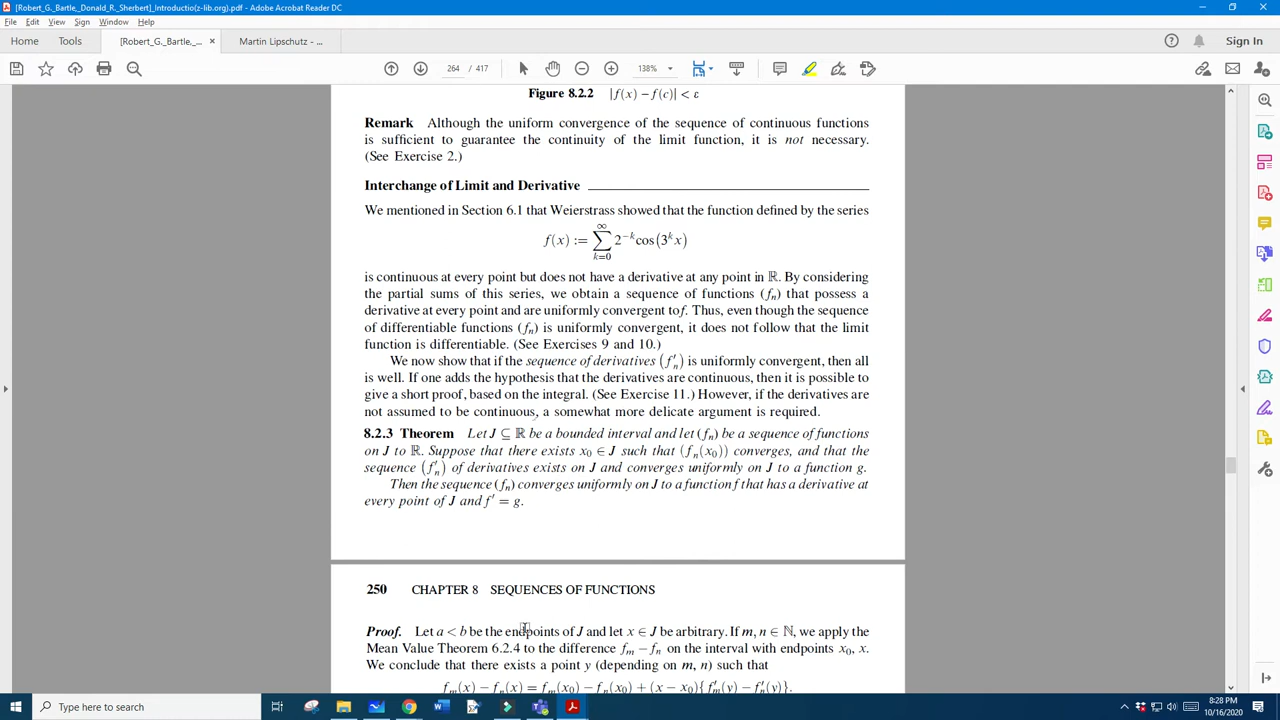 [Robert_G._Bartle,_Donald_R._Sherbert]_Introductio(z-lib.org).pdf - Adobe Acrobat Reader DC
File Edit View Sign Window Help
Home Tools [Robert_G._Bartle,_... × Martin Lipschutz - ... Sign In
264 / 417 138%
Figure 8.2.2 |f(x) − f(c)| < ε
Remark Although the uniform convergence of the sequence of continuous functions
is sufficient to guarantee the continuity of the limit function, it is not necessary.
(See Exercise 2.)
Interchange of Limit and Derivative
We mentioned in Section 6.1 that Weierstrass showed that the function defined by the series
f(x) := ∑_{k=0}^{∞} 2^{−k} cos(3^k x)
is continuous at every point but does not have a derivative at any point in ℝ. By considering
the partial sums of this series, we obtain a sequence of functions (fₙ) that possess a
derivative at every point and are uniformly convergent to f. Thus, even though the sequence
of differentiable functions (fₙ) is uniformly convergent, it does not follow that the limit
function is differentiable. (See Exercises 9 and 10.)
We now show that if the sequence of derivatives (f′ₙ) is uniformly convergent, then all
is well. If one adds the hypothesis that the derivatives are continuous, then it is possible to
give a short proof, based on the integral. (See Exercise 11.) However, if the derivatives are
not assumed to be continuous, a somewhat more delicate argument is required.
8.2.3 Theorem Let J ⊆ ℝ be a bounded interval and let (fₙ) be a sequence of functions
on J to ℝ. Suppose that there exists x₀ ∈ J such that (fₙ(x₀)) converges, and that the
sequence (f′ₙ) of derivatives exists on J and converges uniformly on J to a function g.
Then the sequence (fₙ) converges uniformly on J to a function f that has a derivative at
every point of J and f′ = g.
250 CHAPTER 8 SEQUENCES OF FUNCTIONS
Proof. Let a < b be the endpoints of J and let x ∈ J be arbitrary. If m, n ∈ ℕ, we apply the
Mean Value Theorem 6.2.4 to the difference fₘ − fₙ on the interval with endpoints x₀, x.
We conclude that there exists a point y (depending on m, n) such that
fₘ(x) − fₙ(x) = fₘ(x₀) − fₙ(x₀) + (x − x₀){f′ₘ(y) − f′ₙ(y)}.
Type here to search
8:28 PM
10/16/2020